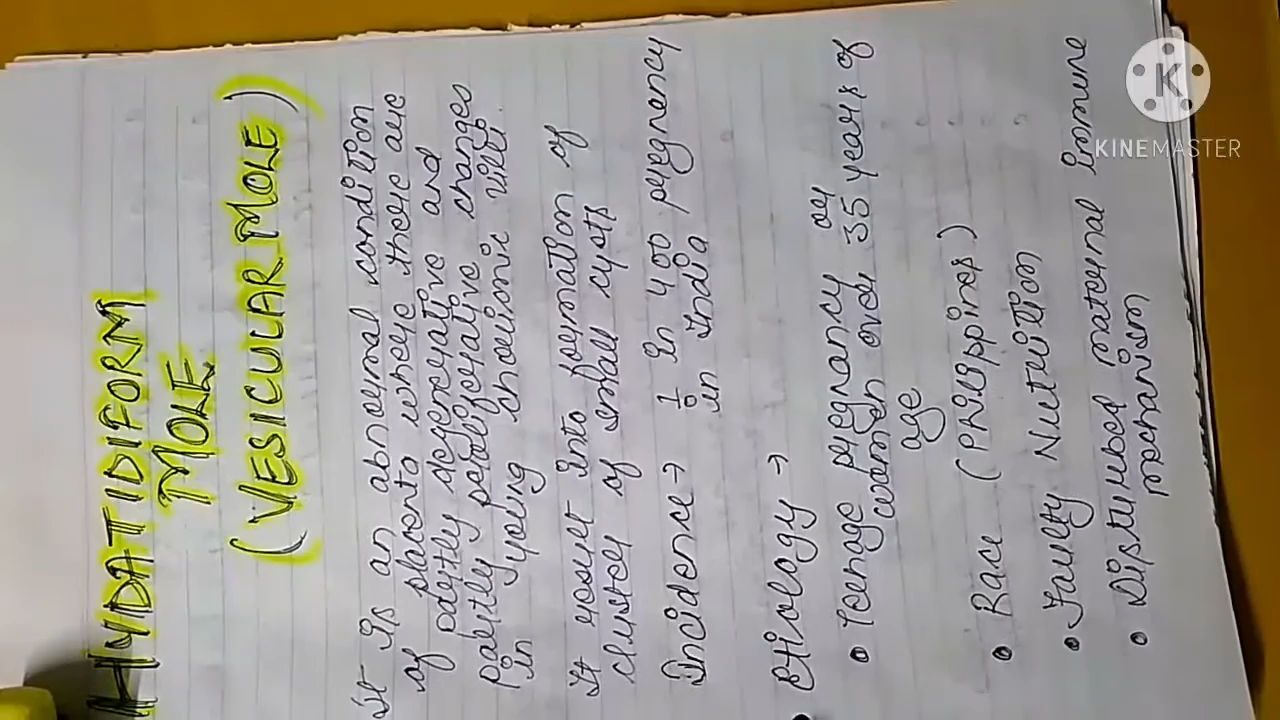 HYDATIDIFORM
MOLE
(VESICULAR MOLE)
It is an abnormal condition
of placenta where there are
partly degenerative and
partly proliferative changes
in young chorionic villi.
It result into formation of
cluster of small cysts
Incidence → 1 in 400 pregnancy
in India
Etiology →
• Teenage pregnancy or
women over 35 years of
age
• Race (Philippines)
• Faulty Nutrition
• Disturbed maternal immune
mechanism
K
KINEMASTER